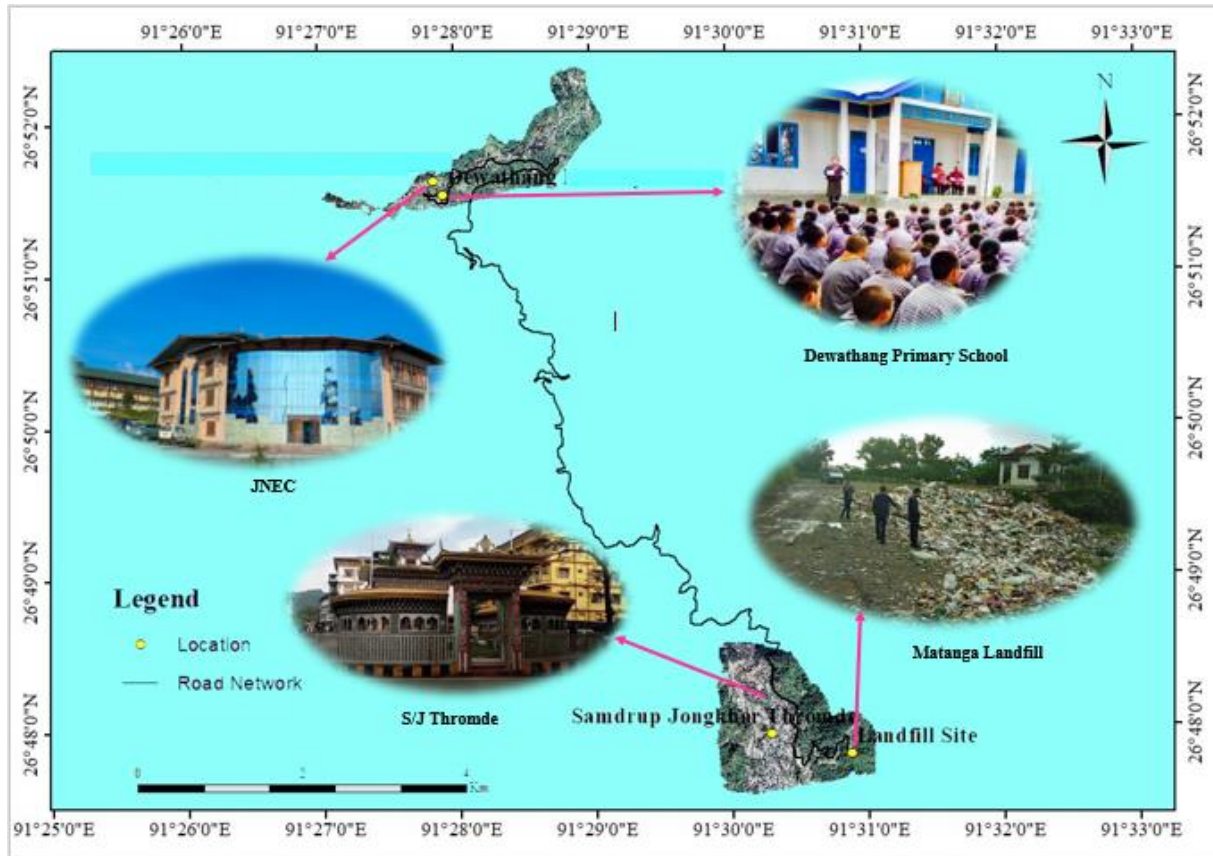 91°26'0"E 91°27'0"E 91°28'0"E 91°29'0"E 91°30'0"E 91°31'0"E 91°32'0"E 91°33'0"E
N
26°52'0"N 26°52'0"N
Dewathang
26°51'0"N 26°51'0"N
Dewathang Primary School
26°50'0"N 26°50'0"N
JNEC
26°49'0"N 26°49'0"N
Legend
Location
Matanga Landfill
Road Network
S/J Thromde
Samdrup Jongkhar Thromde
Landfill Site
26°48'0"N 26°48'0"N
0 2 4
Km
91°25'0"E 91°26'0"E 91°27'0"E 91°28'0"E 91°29'0"E 91°30'0"E 91°31'0"E 91°32'0"E 91°33'0"E